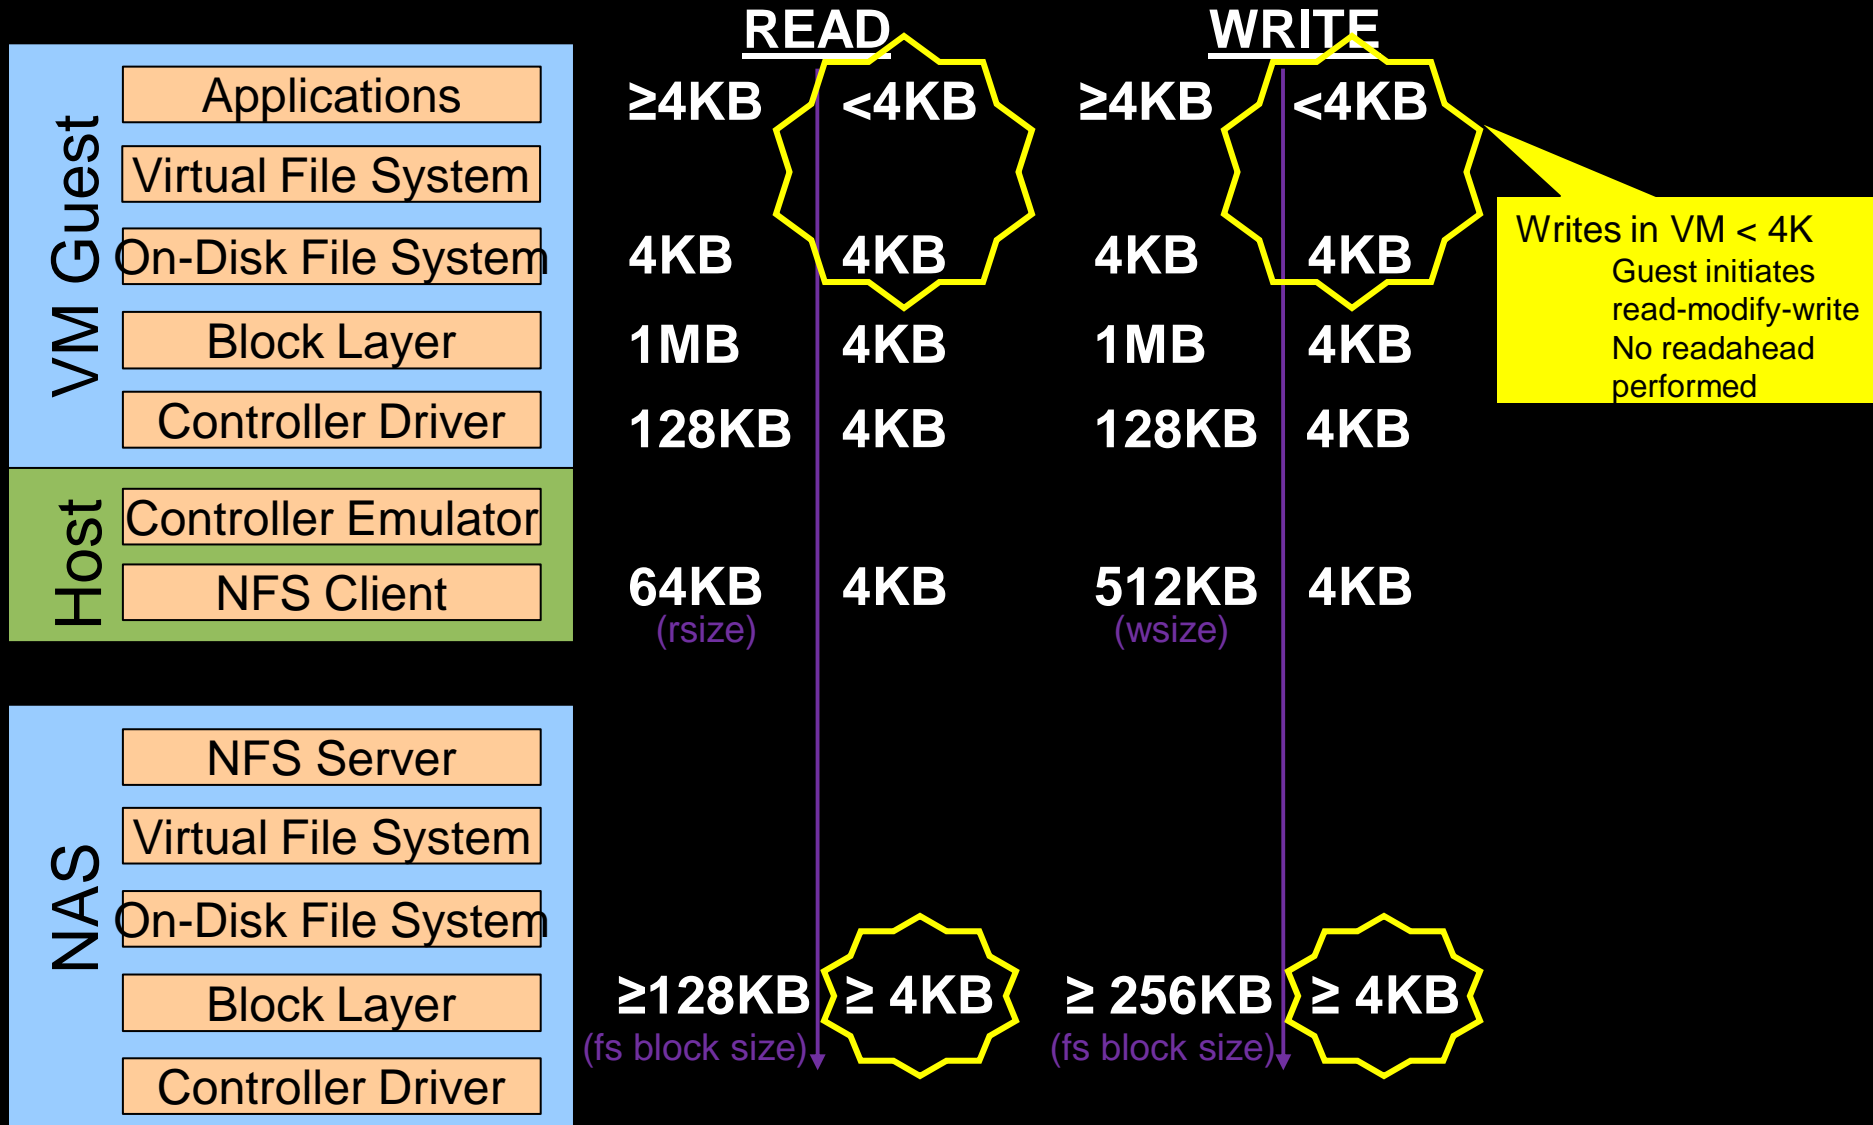 READ WRITE
VM Guest
Applications ≥4KB <4KB ≥4KB <4KB
Virtual File System
On-Disk File System 4KB 4KB 4KB 4KB
Block Layer 1MB 4KB 1MB 4KB
Controller Driver 128KB 4KB 128KB 4KB
Writes in VM < 4K
Guest initiates
read-modify-write
No readahead
performed
Host
Controller Emulator
NFS Client 64KB 4KB 512KB 4KB
(rsize) (wsize)
NAS
NFS Server
Virtual File System
On-Disk File System
Block Layer ≥128KB ≥ 4KB ≥ 256KB ≥ 4KB
(fs block size) (fs block size)
Controller Driver